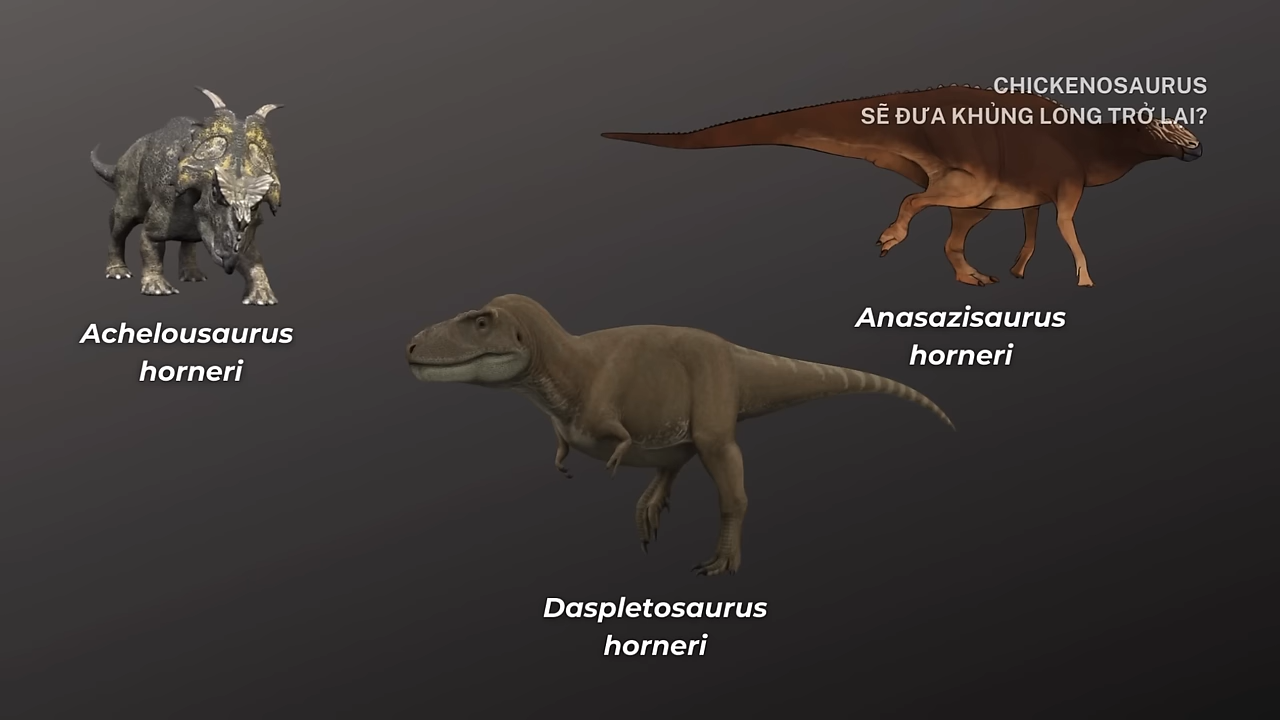 CHICKENOSAURUS
SẼ ĐƯA KHỦNG LONG TRỞ LẠI?
Achelousaurus
horneri
Anasazisaurus
horneri
Daspletosaurus
horneri